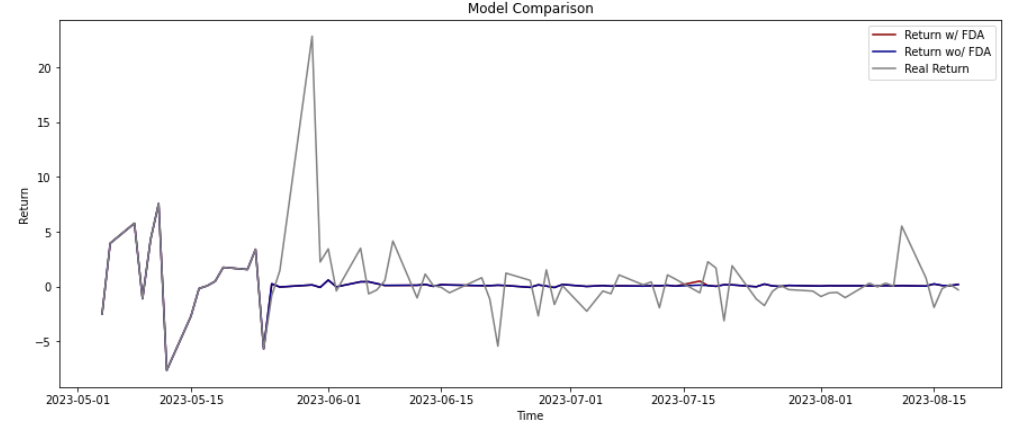 Model Comparison
Return w/ FDA
Return wo/ FDA
Real Return
Return
20
15
10
5
0
−5
2023-05-01 2023-05-15 2023-06-01 2023-06-15 2023-07-01 2023-07-15 2023-08-01 2023-08-15
Time